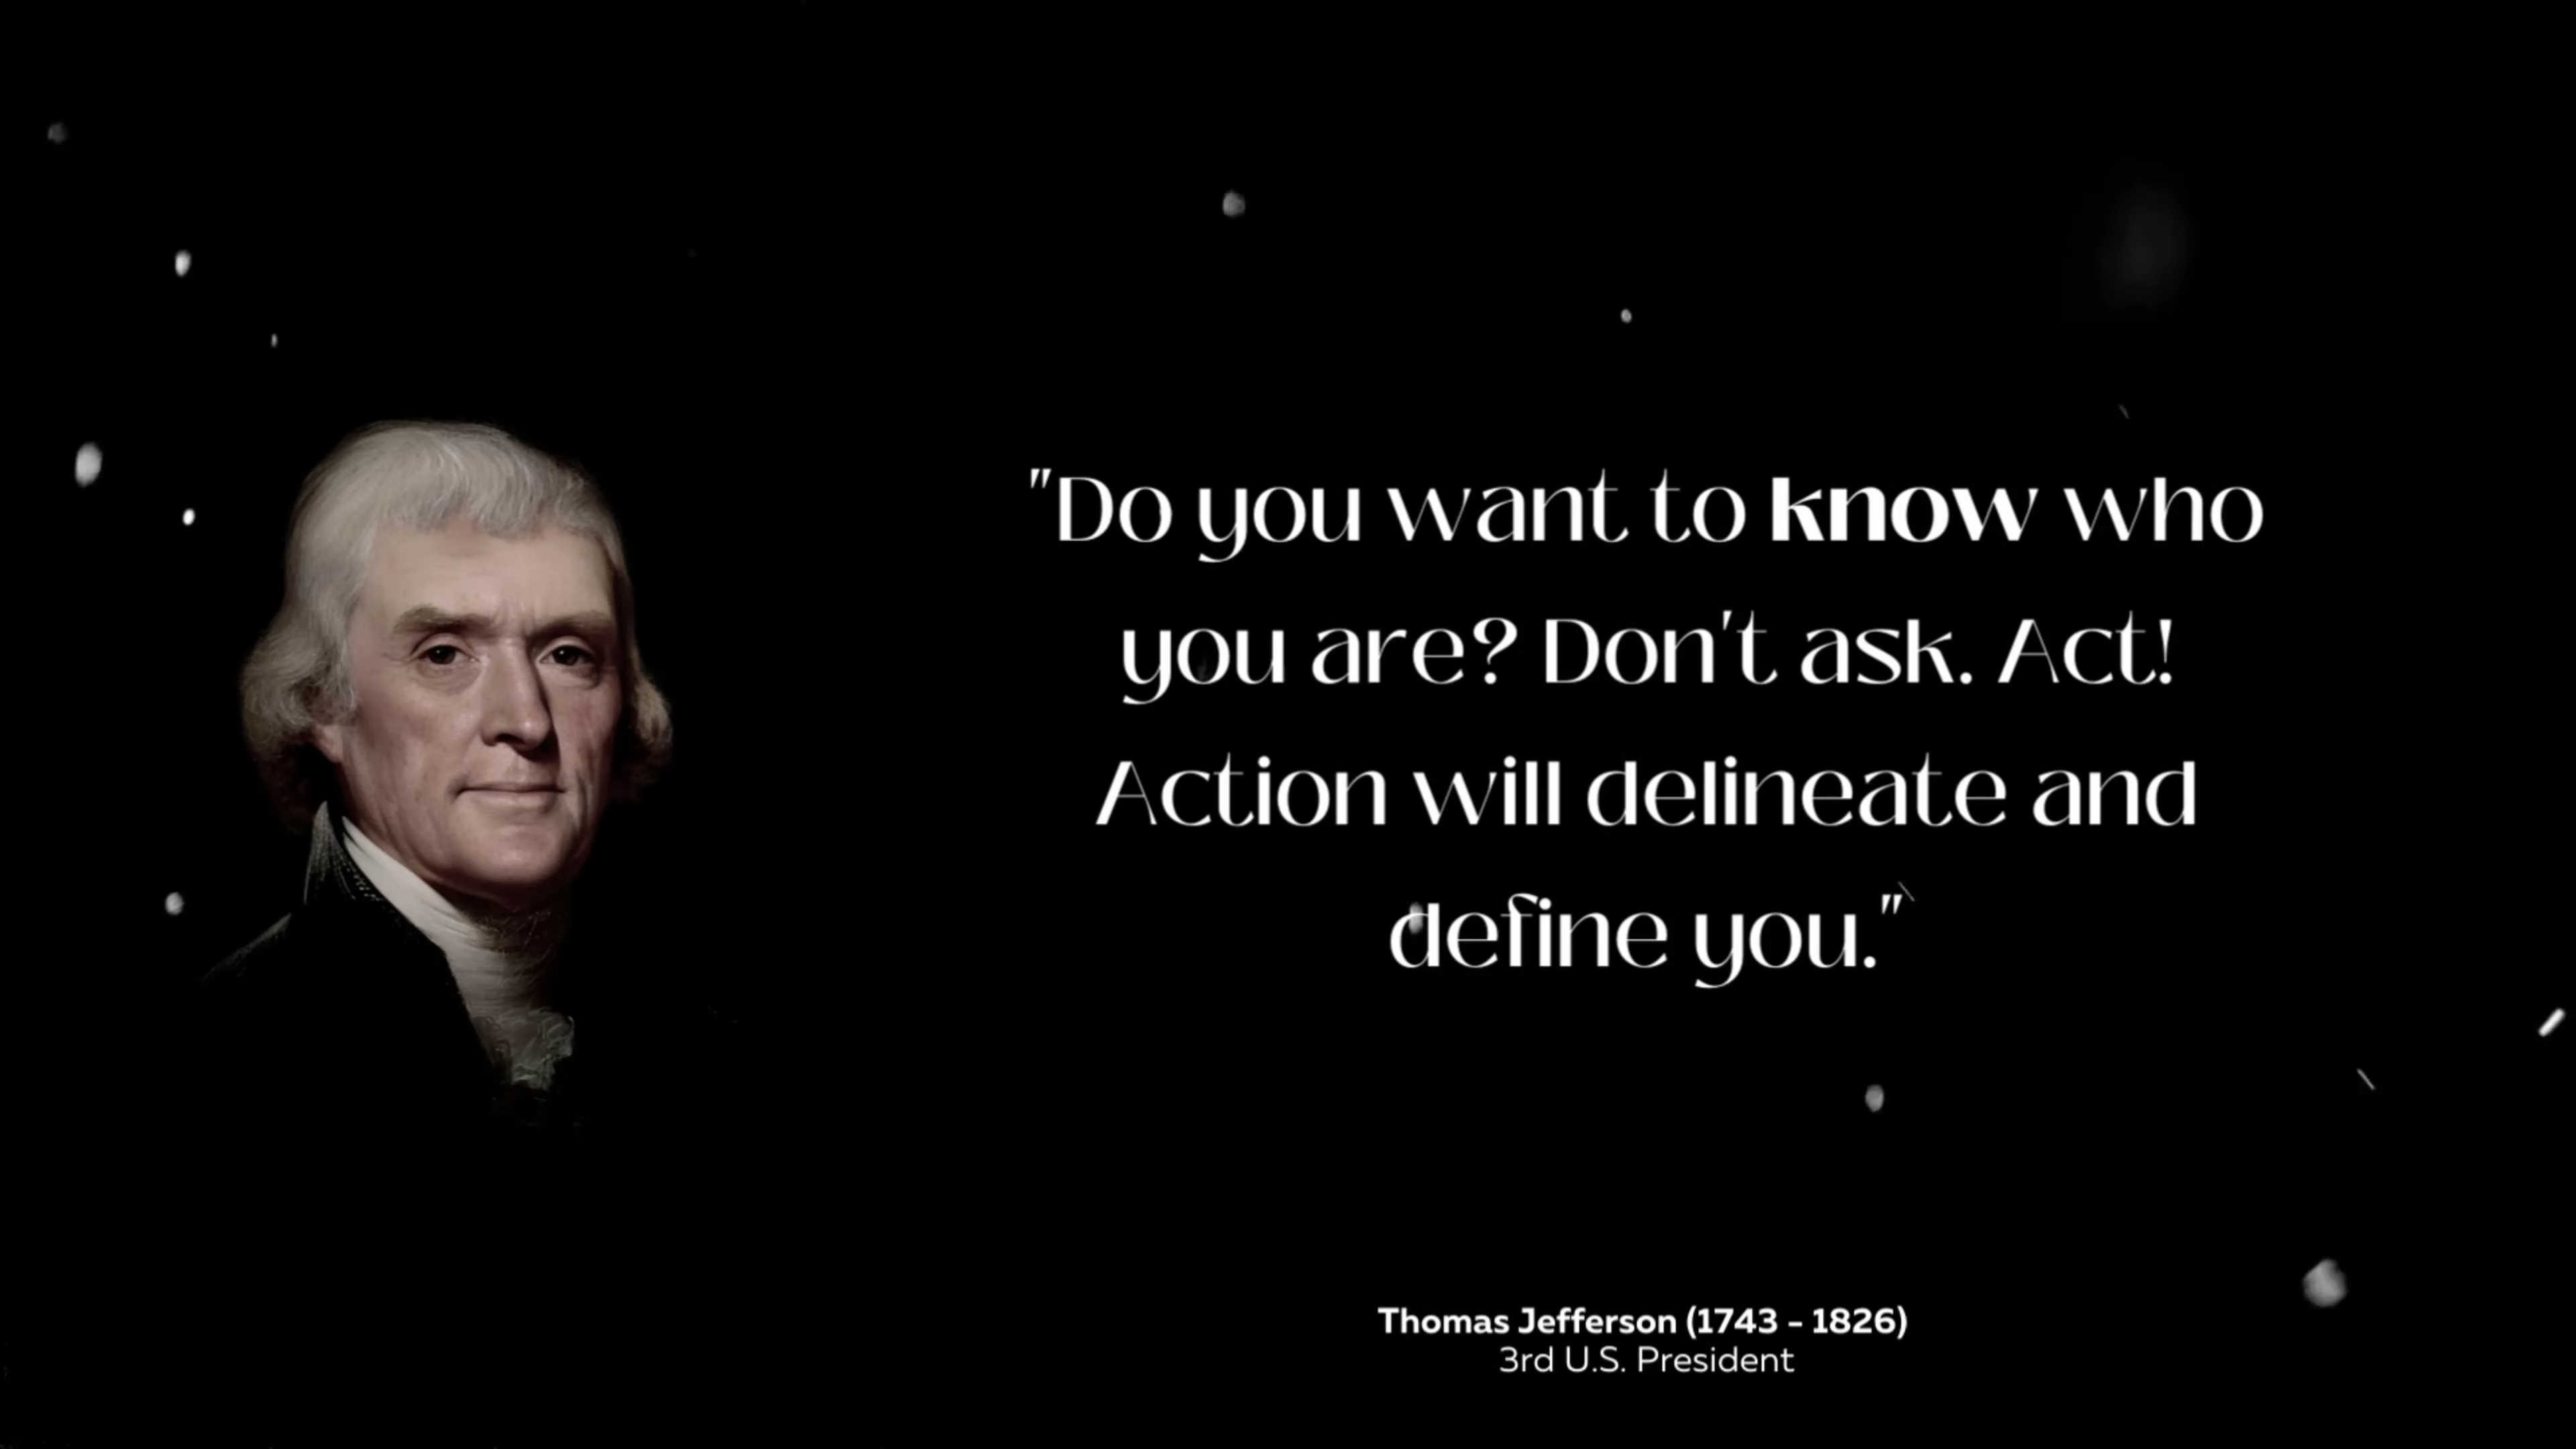 "Do you want to know who
you are? Don't ask. Act!
Action will delineate and
define you."
Thomas Jefferson (1743 - 1826)
3rd U.S. President